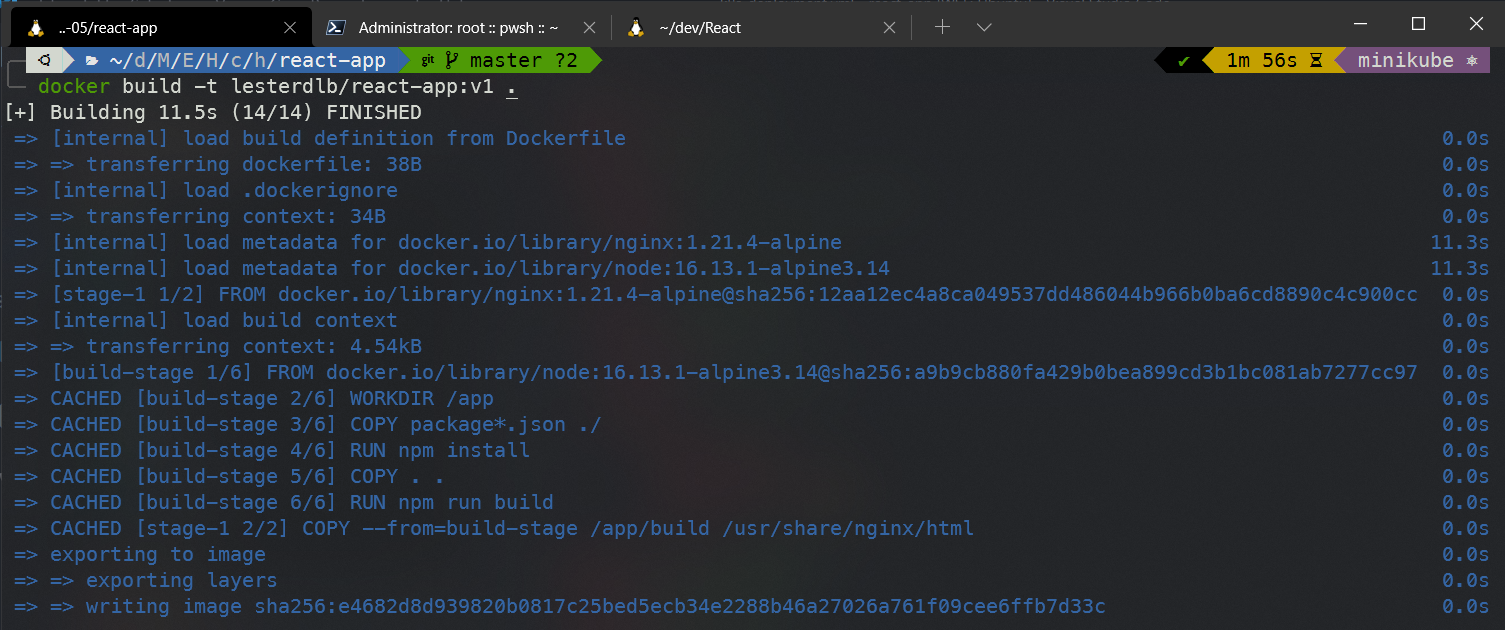 ..-05/react-app
Administrator: root :: pwsh :: ~
~/dev/React
~/d/M/E/H/c/h/react-app git master ?2 ✔ 1m 56s minikube
docker build -t lesterdlb/react-app:v1 .
[+] Building 11.5s (14/14) FINISHED
=> [internal] load build definition from Dockerfile 0.0s
=> => transferring dockerfile: 38B 0.0s
=> [internal] load .dockerignore 0.0s
=> => transferring context: 34B 0.0s
=> [internal] load metadata for docker.io/library/nginx:1.21.4-alpine 11.3s
=> [internal] load metadata for docker.io/library/node:16.13.1-alpine3.14 11.3s
=> [stage-1 1/2] FROM docker.io/library/nginx:1.21.4-alpine@sha256:12aa12ec4a8ca049537dd486044b966b0ba6cd8890c4c900cc 0.0s
=> [internal] load build context 0.0s
=> => transferring context: 4.54kB 0.0s
=> [build-stage 1/6] FROM docker.io/library/node:16.13.1-alpine3.14@sha256:a9b9cb880fa429b0bea899cd3b1bc081ab7277cc97 0.0s
=> CACHED [build-stage 2/6] WORKDIR /app 0.0s
=> CACHED [build-stage 3/6] COPY package*.json ./ 0.0s
=> CACHED [build-stage 4/6] RUN npm install 0.0s
=> CACHED [build-stage 5/6] COPY . . 0.0s
=> CACHED [build-stage 6/6] RUN npm run build 0.0s
=> CACHED [stage-1 2/2] COPY --from=build-stage /app/build /usr/share/nginx/html 0.0s
=> exporting to image 0.0s
=> => exporting layers 0.0s
=> => writing image sha256:e4682d8d939820b0817c25bed5ecb34e2288b46a27026a761f09cee6ffb7d33c 0.0s